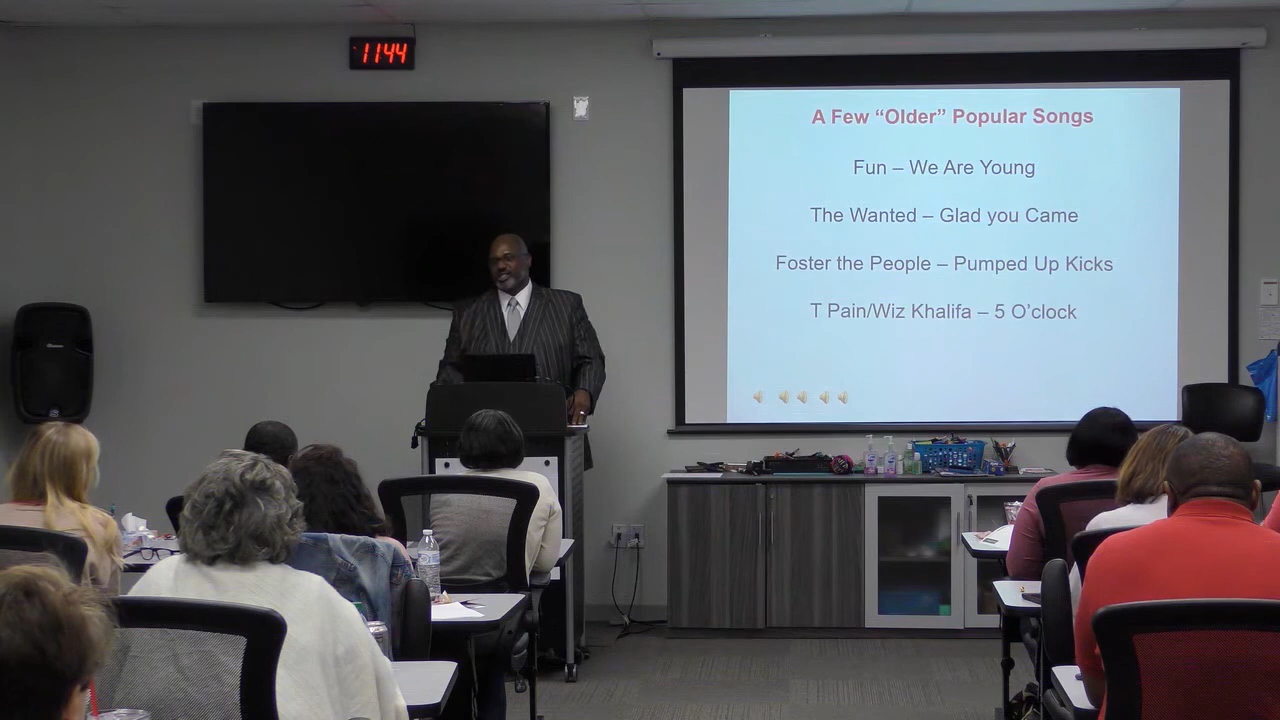 1144
A Few “Older” Popular Songs
Fun – We Are Young
The Wanted – Glad you Came
Foster the People – Pumped Up Kicks
T Pain/Wiz Khalifa – 5 O’clock